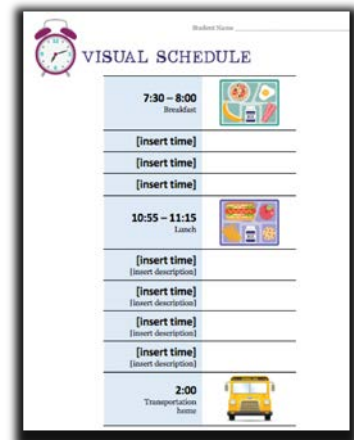 Student Name
VISUAL SCHEDULE
7:30 – 8:00
Breakfast
[insert time]
[insert time]
[insert time]
10:55 – 11:15
Lunch
[insert time]
[insert description]
[insert time]
[insert description]
[insert time]
[insert description]
[insert time]
[insert description]
2:00
Transportation
home